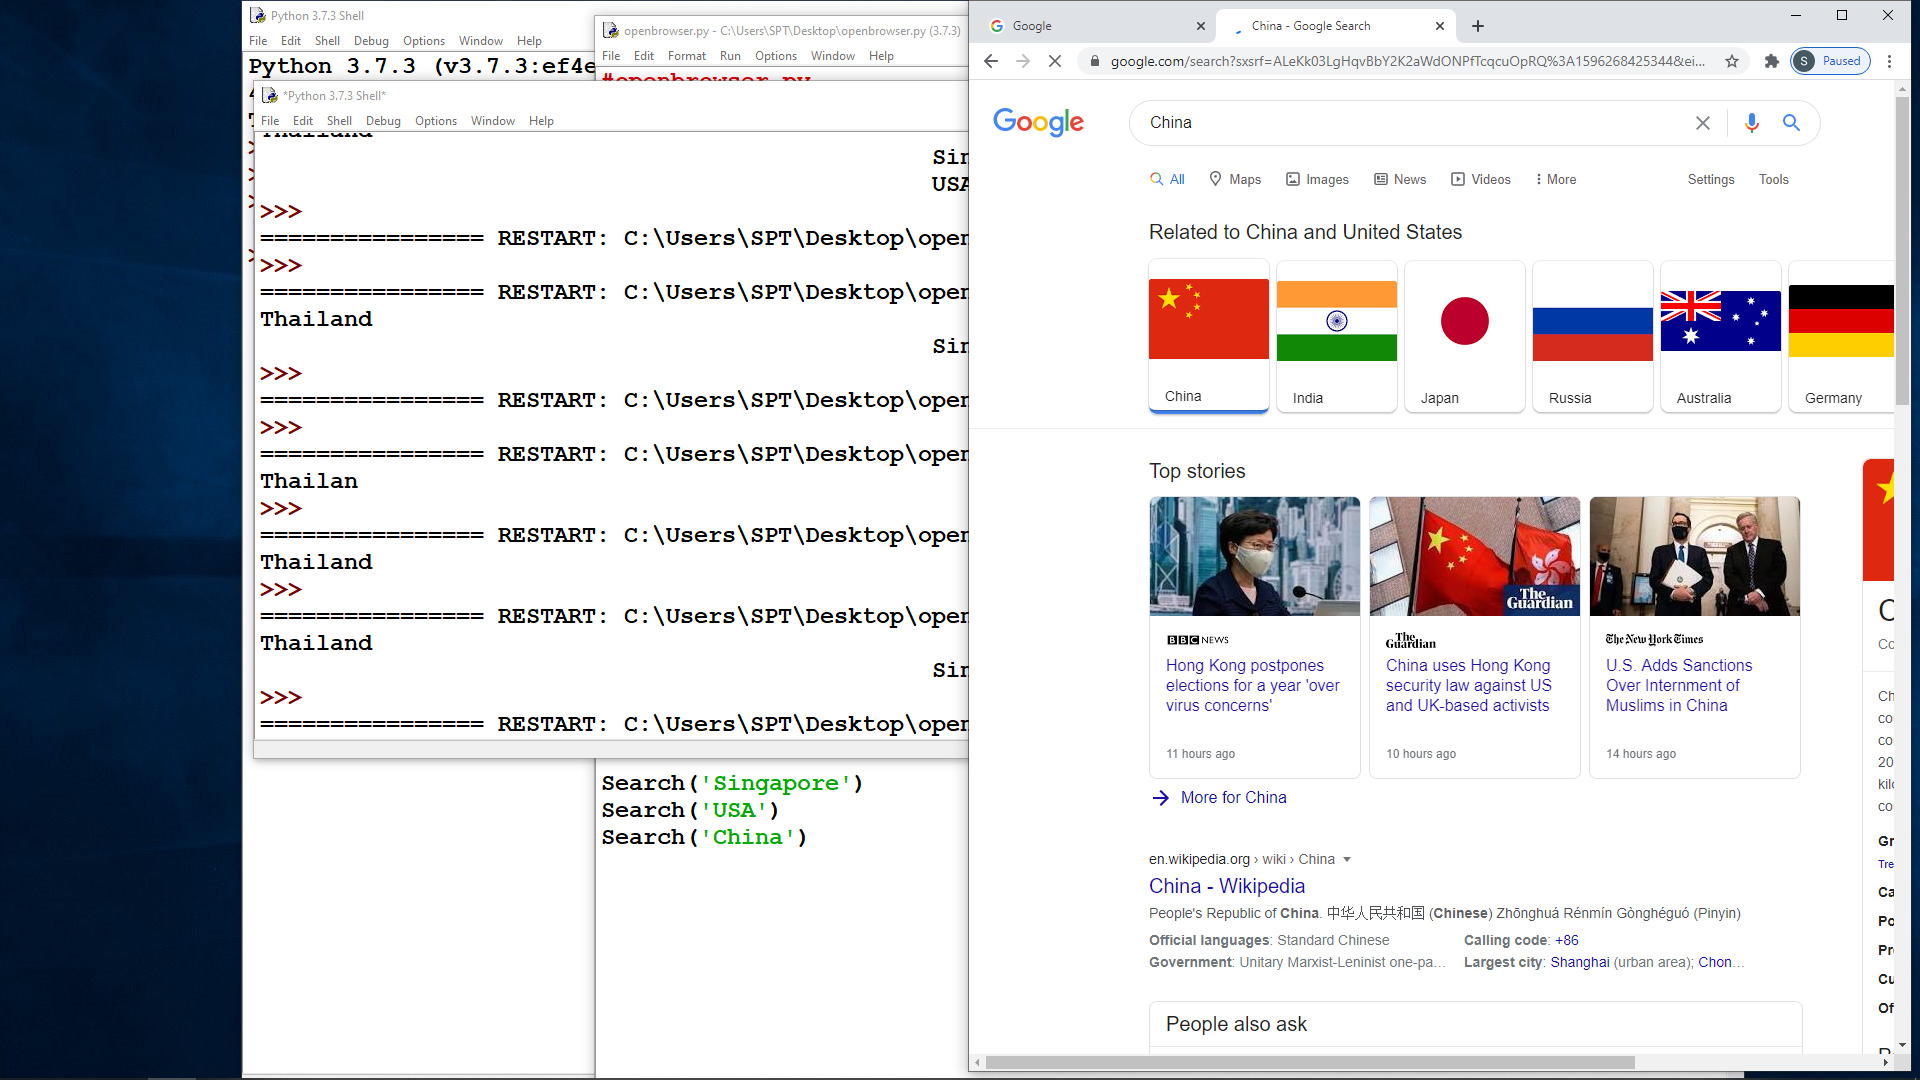 Python 3.7.3 Shell
File Edit Shell Debug Options Window Help
Python 3.7.3 (v3.7.3:ef4e
openbrowser.py - C:\Users\SPT\Desktop\openbrowser.py (3.7.3)
File Edit Format Run Options Window Help
#openbrowser.py
*Python 3.7.3 Shell*
File Edit Shell Debug Options Window Help
Thailand
Sin
USA
>>>
================ RESTART: C:\Users\SPT\Desktop\open
>>>
================ RESTART: C:\Users\SPT\Desktop\open
Thailand
Sin
>>>
================ RESTART: C:\Users\SPT\Desktop\open
>>>
================ RESTART: C:\Users\SPT\Desktop\open
Thailan
>>>
================ RESTART: C:\Users\SPT\Desktop\open
Thailand
>>>
================ RESTART: C:\Users\SPT\Desktop\open
Thailand
Sin
>>>
================ RESTART: C:\Users\SPT\Desktop\open
Search('Singapore')
Search('USA')
Search('China')
Google
China - Google Search
google.com/search?sxsrf=ALeKk03LgHqvBbY2K2aWdONPfTcqcuOpRQ%3A1596268425344&ei...
S Paused
Google
China
All Maps Images News Videos More Settings Tools
Related to China and United States
China India Japan Russia Australia Germany
Top stories
The Guardian
BBC NEWS
Hong Kong postpones
elections for a year 'over
virus concerns'
11 hours ago
The Guardian
China uses Hong Kong
security law against US
and UK-based activists
10 hours ago
The New York Times
U.S. Adds Sanctions
Over Internment of
Muslims in China
14 hours ago
More for China
en.wikipedia.org › wiki › China
China - Wikipedia
People's Republic of China. 中华人民共和国 (Chinese) Zhōnghuá Rénmín Gònghéguó (Pinyin)
Official languages: Standard Chinese Calling code: +86
Government: Unitary Marxist-Leninist one-pa... Largest city: Shanghai (urban area); Chon...
People also ask
C
Co
Ch
co
co
20
kil
co
Gr
Tre
Ca
Po
Pr
Cu
Of